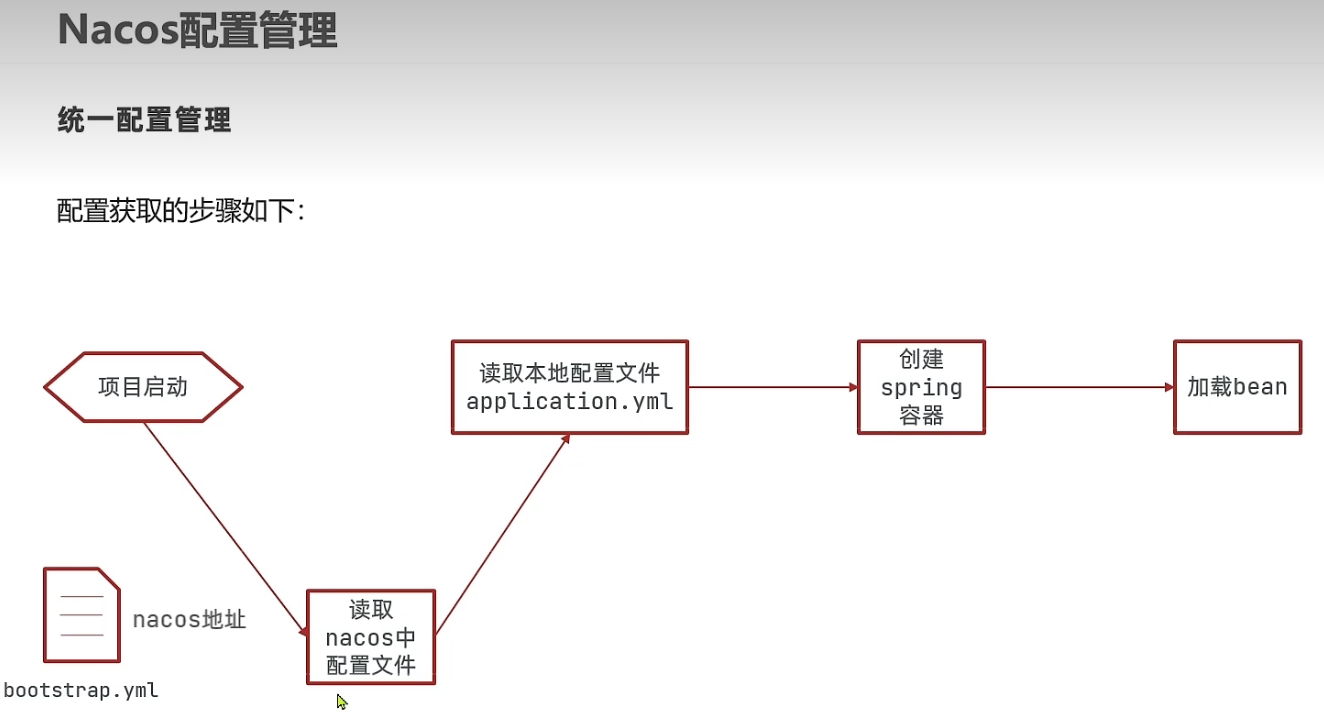 Nacos配置管理
统一配置管理
配置获取的步骤如下：
项目启动
读取本地配置文件
application.yml
创建
spring
容器
加载bean
nacos地址
bootstrap.yml
读取
nacos中
配置文件